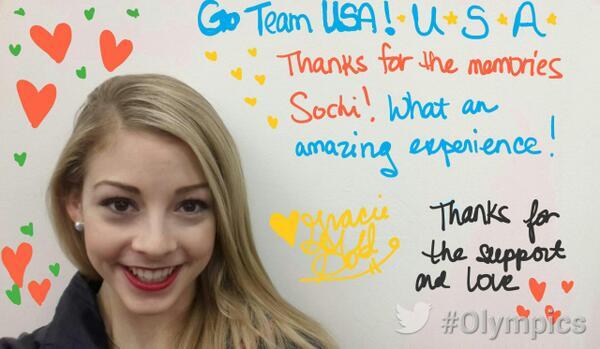 Go Team USA! U·S·A·
Thanks for the memories
Sochi! What an
amazing experience!
Gracie
Gold
Thanks for
the support
and love
#Olympics